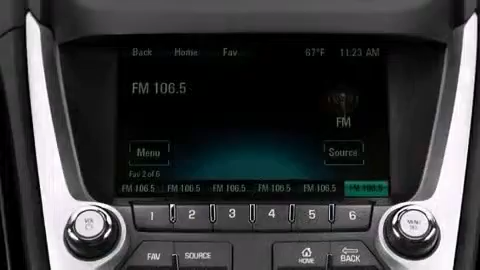 Back Home Fav 67°F 11:23 AM
FM 106.5
FM
Menu Source
Fav 2 of 6
FM 106.5 FM 106.5 FM 106.5 FM 106.5 FM 106.5 FM 106.5
1 2 3 4 5 6
VOL MENU
FAV SOURCE HOME BACK